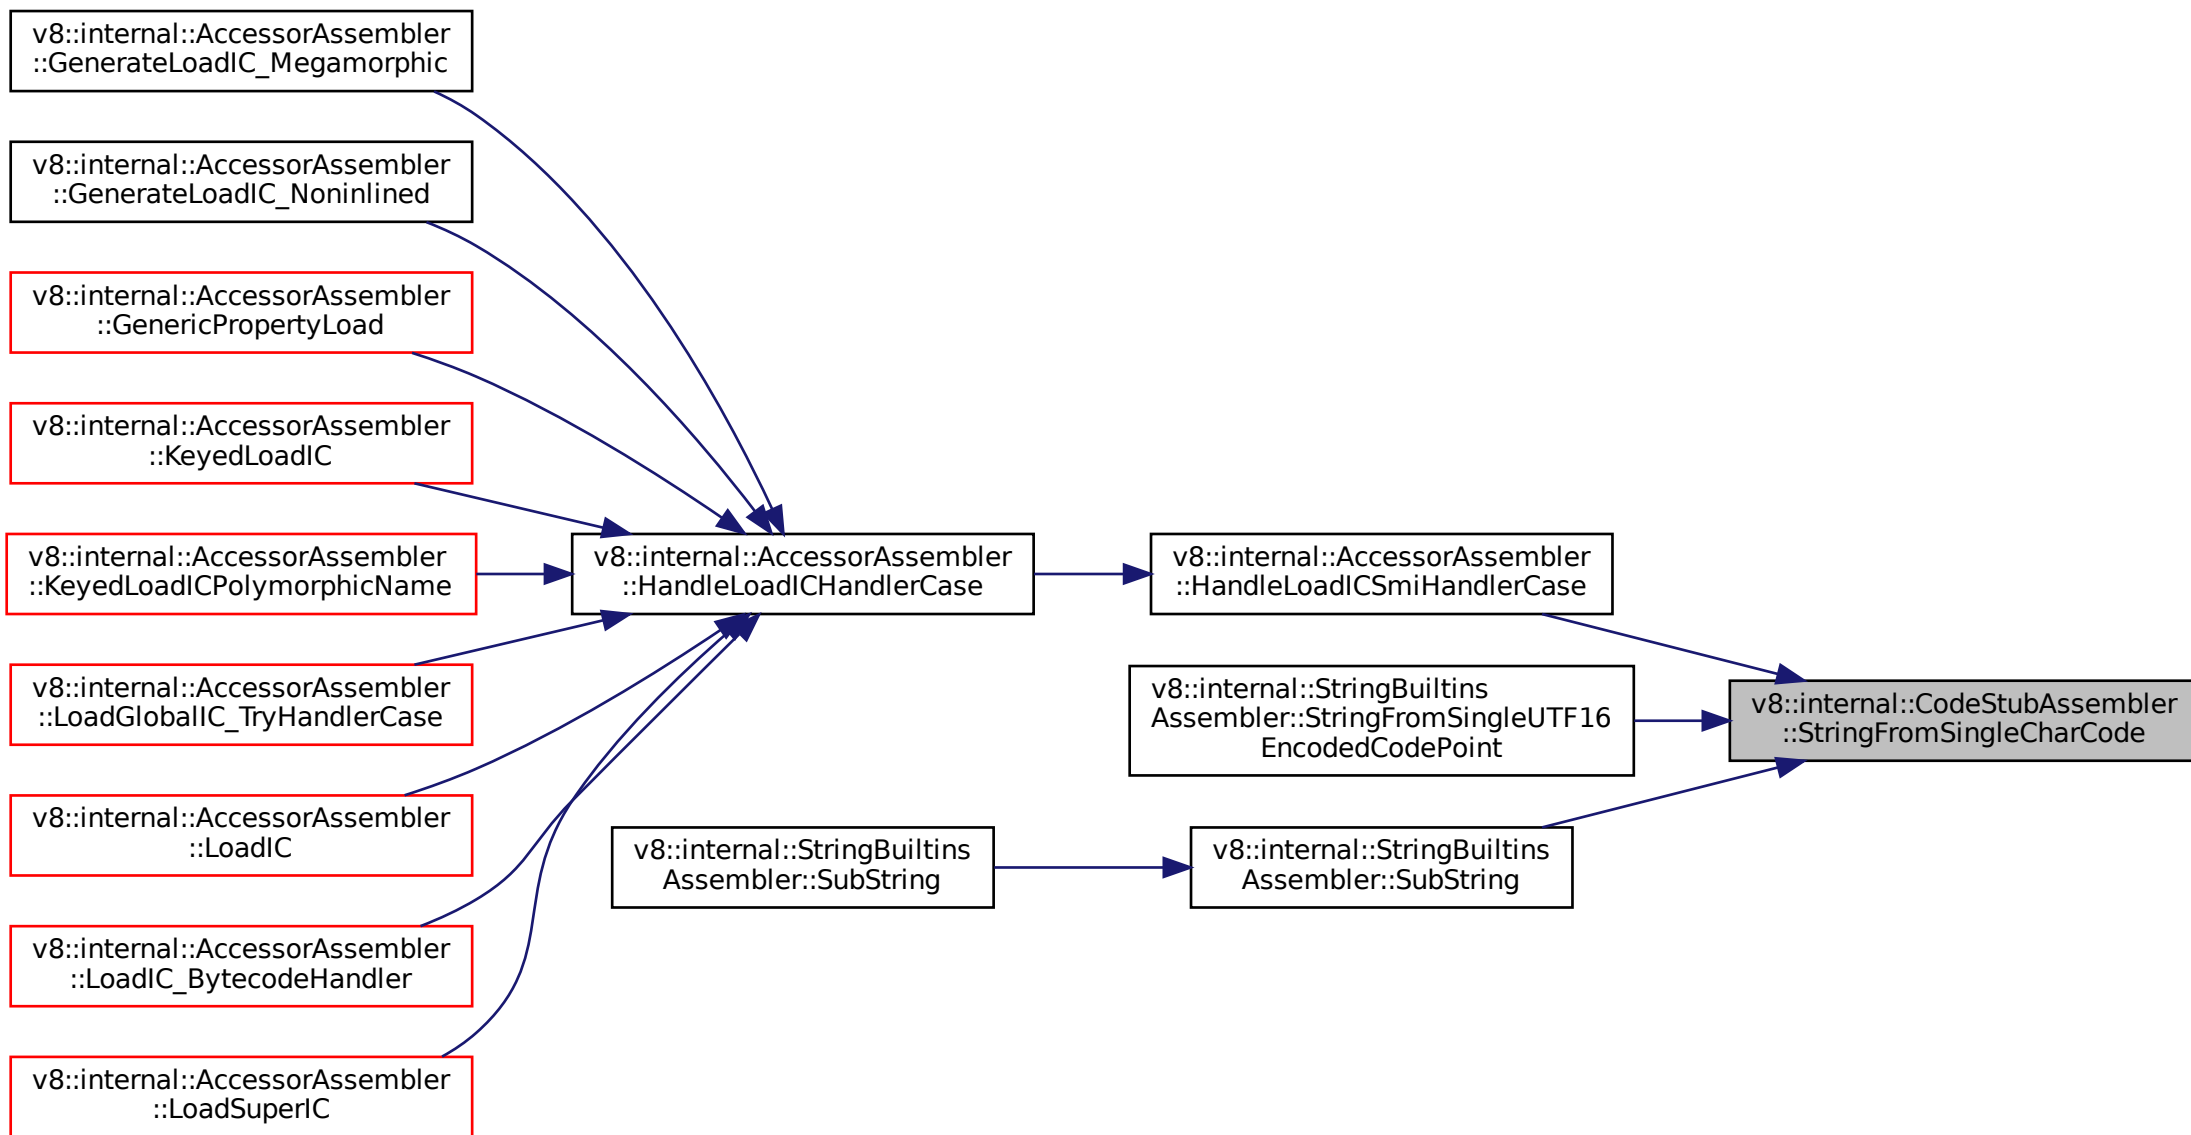 v8::internal::AccessorAssembler
::GenerateLoadIC_Megamorphic
v8::internal::AccessorAssembler
::GenerateLoadIC_Noninlined
v8::internal::AccessorAssembler
::GenericPropertyLoad
v8::internal::AccessorAssembler
::KeyedLoadIC
v8::internal::AccessorAssembler
::KeyedLoadICPolymorphicName
v8::internal::AccessorAssembler
::LoadGlobalIC_TryHandlerCase
v8::internal::AccessorAssembler
::LoadIC
v8::internal::AccessorAssembler
::LoadIC_BytecodeHandler
v8::internal::AccessorAssembler
::LoadSuperIC
v8::internal::AccessorAssembler
::HandleLoadICHandlerCase
v8::internal::StringBuiltins
Assembler::SubString
v8::internal::AccessorAssembler
::HandleLoadICSmiHandlerCase
v8::internal::StringBuiltins
Assembler::StringFromSingleUTF16
EncodedCodePoint
v8::internal::StringBuiltins
Assembler::SubString
v8::internal::CodeStubAssembler
::StringFromSingleCharCode